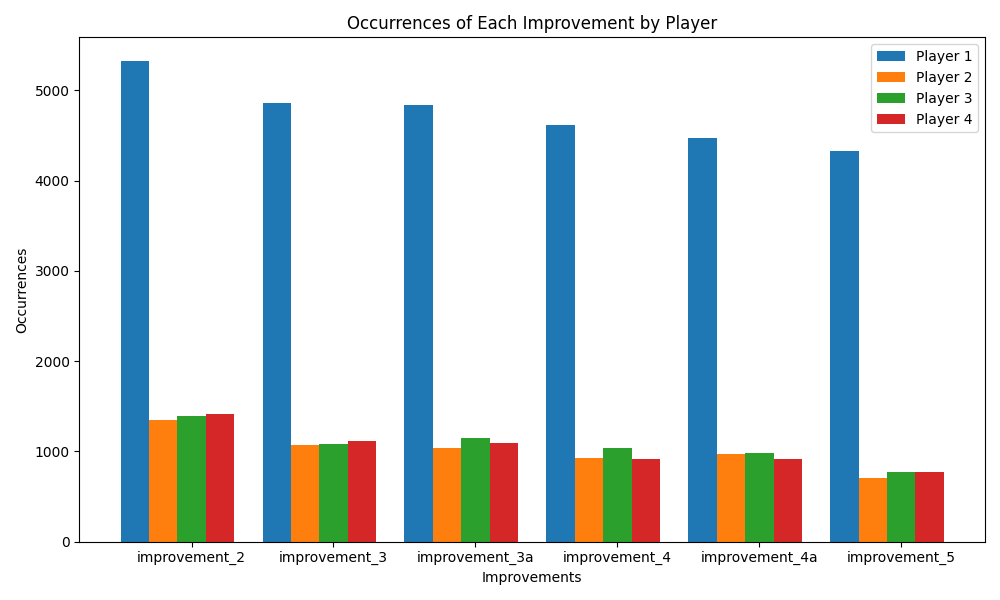 Occurrences of Each Improvement by Player
Player 1
Player 2
Player 3
Player 4
Occurrences
5000
4000
3000
2000
1000
0
improvement_2 improvement_3 improvement_3a improvement_4 improvement_4a improvement_5
Improvements